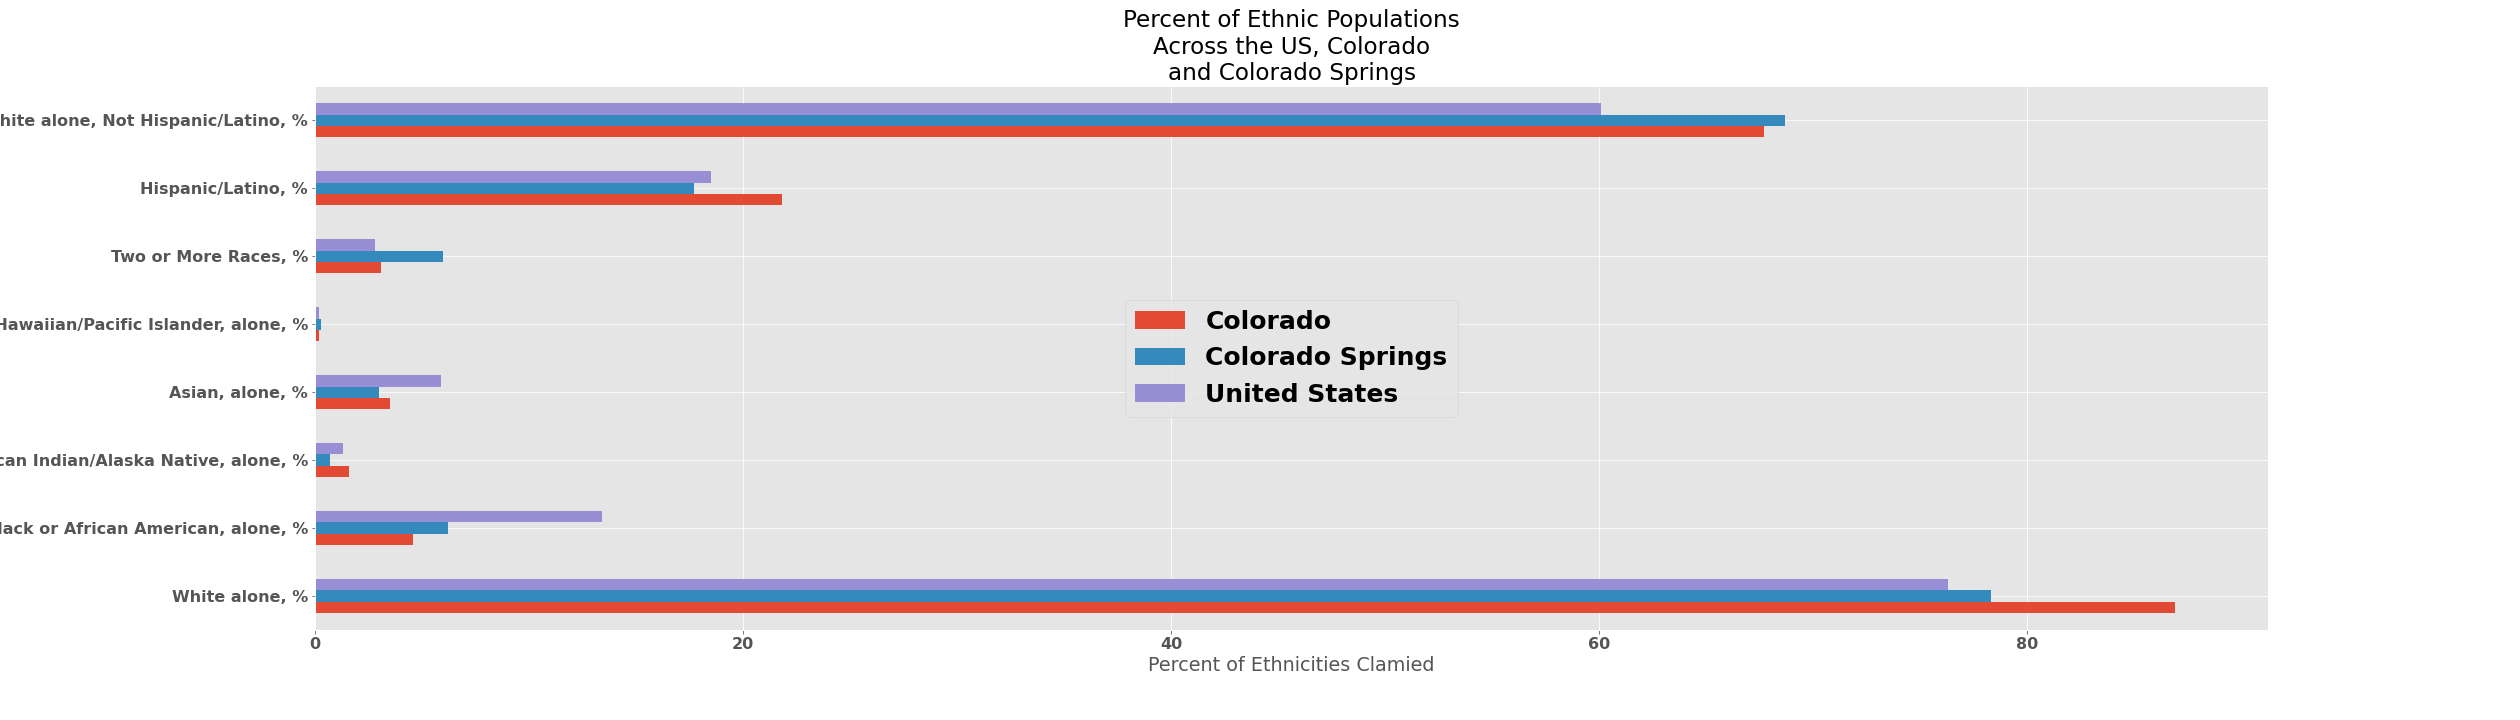 Percent of Ethnic Populations
Across the US, Colorado
and Colorado Springs
hite alone, Not Hispanic/Latino, %
Hispanic/Latino, %
Two or More Races, %
Hawaiian/Pacific Islander, alone, %
can Indian/Alaska Native, alone, %
Asian, alone, %
lack or African American, alone, %
White alone, %
Colorado
Colorado Springs
United States
0 20 40 60 80
Percent of Ethnicities Clamied